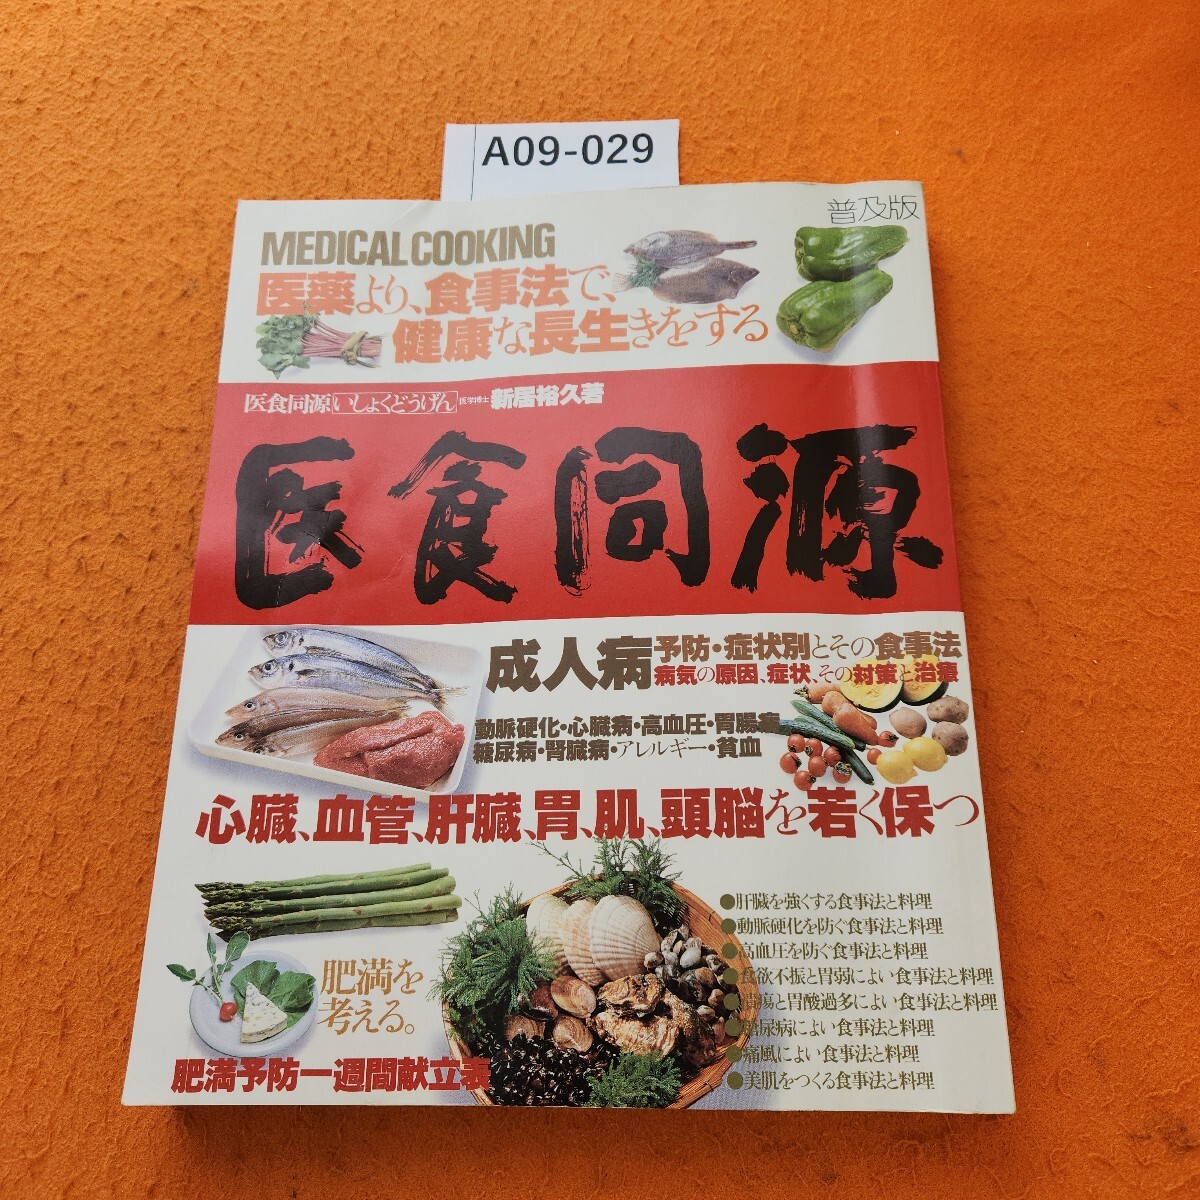 A09-029
普及版
MEDICAL COOKING
医薬より、食事法で、
健康な長生きをする
医食同源 いしょくどうげん 医学博士 新居裕久著
医食同源
成人病 予防・症状別とその食事法
病気の原因、症状、その対策と治療
動脈硬化・心臓病・高血圧・胃腸病
糖尿病・腎臓病・アレルギー・貧血
心臓、血管、肝臓、胃、肌、頭脳を若く保つ
●肝臓を強くする食事法と料理
●動脈硬化を防ぐ食事法と料理
●高血圧を防ぐ食事法と料理
●食欲不振と胃弱によい食事法と料理
●潰瘍と胃酸過多によい食事法と料理
●糖尿病によい食事法と料理
●痛風によい食事法と料理
●美肌をつくる食事法と料理
肥満を
考える。
肥満予防一週間献立表